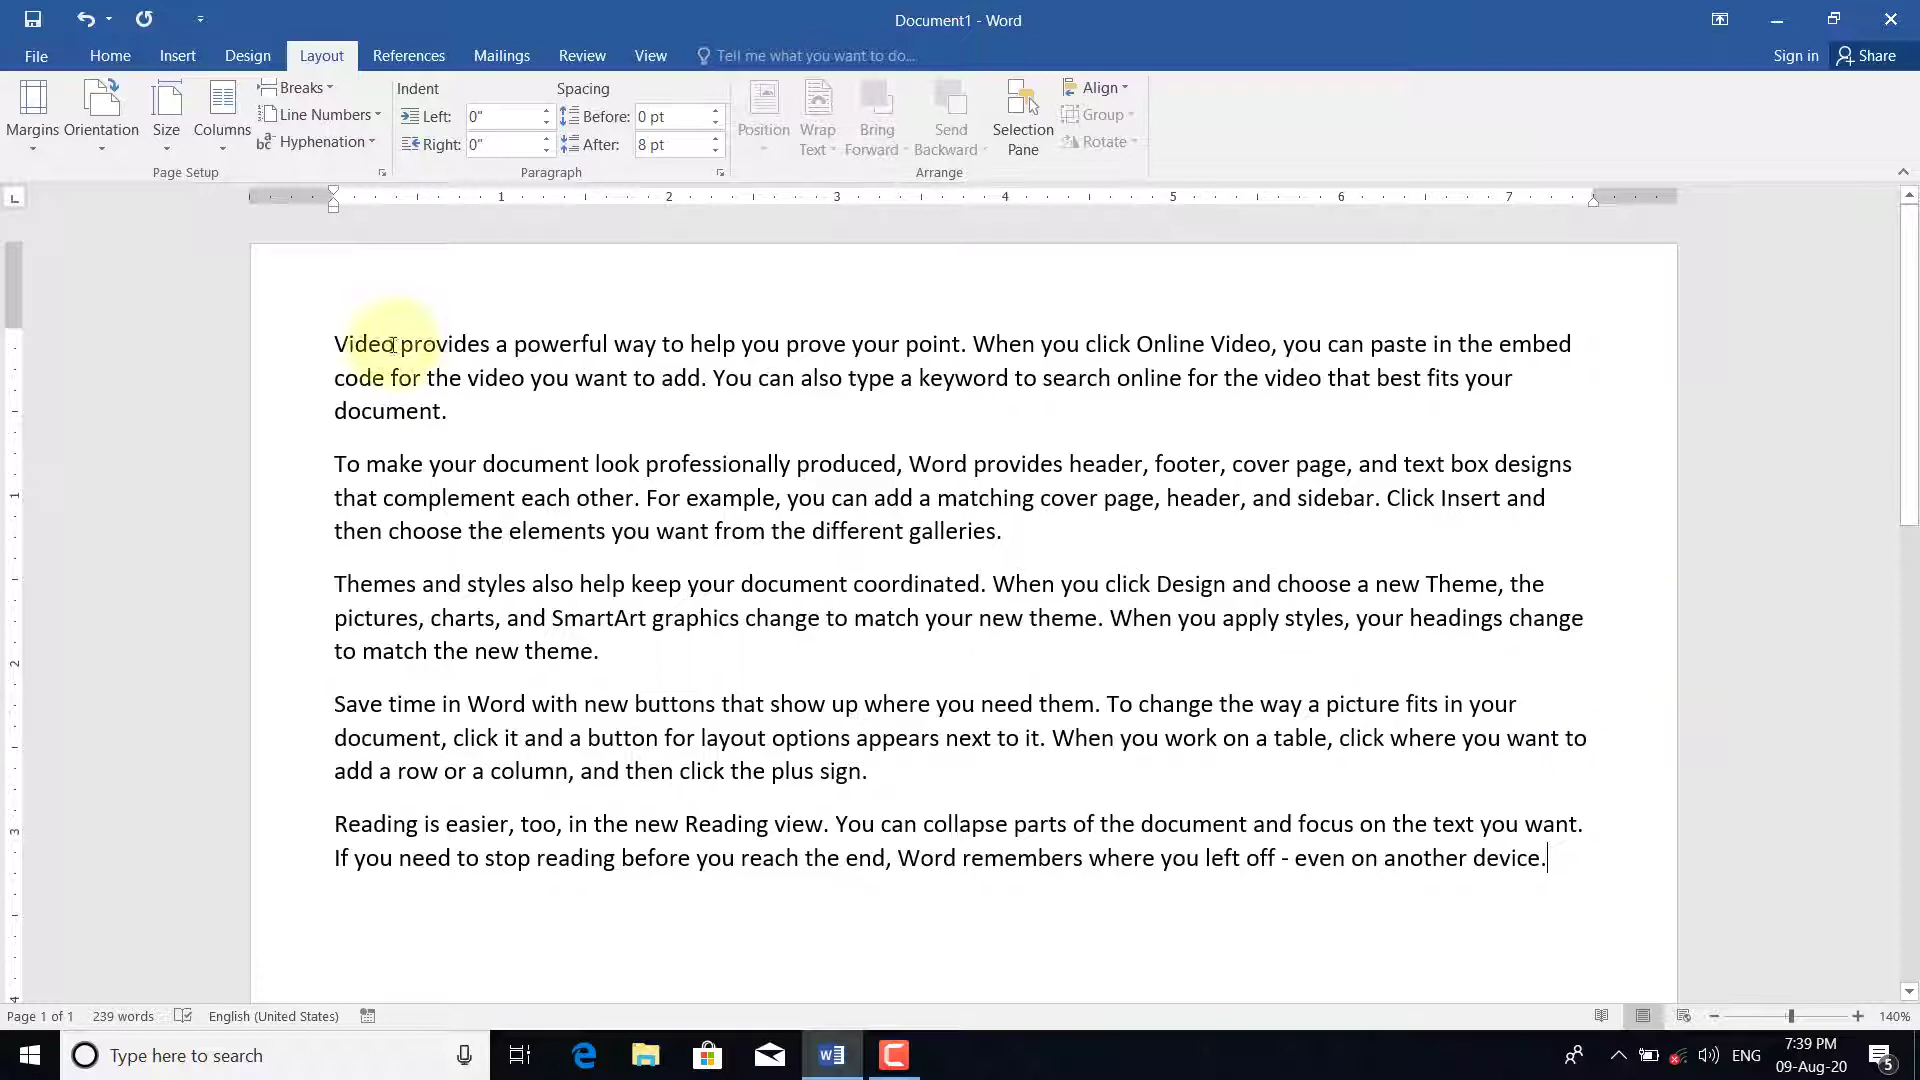 Document1 - Word
File Home Insert Design Layout References Mailings Review View Tell me what you want to do... Sign in Share
Margins Orientation Size Columns
Breaks
Line Numbers
Hyphenation
Page Setup
Indent Spacing
Left: 0" Before: 0 pt
Right: 0" After: 8 pt
Paragraph
Position Wrap Text Bring Forward Send Backward Selection Pane
Align
Group
Rotate
Arrange
1 2 3 4 5 6 7
Video provides a powerful way to help you prove your point. When you click Online Video, you can paste in the embed
code for the video you want to add. You can also type a keyword to search online for the video that best fits your
document.
To make your document look professionally produced, Word provides header, footer, cover page, and text box designs
that complement each other. For example, you can add a matching cover page, header, and sidebar. Click Insert and
then choose the elements you want from the different galleries.
Themes and styles also help keep your document coordinated. When you click Design and choose a new Theme, the
pictures, charts, and SmartArt graphics change to match your new theme. When you apply styles, your headings change
to match the new theme.
Save time in Word with new buttons that show up where you need them. To change the way a picture fits in your
document, click it and a button for layout options appears next to it. When you work on a table, click where you want to
add a row or a column, and then click the plus sign.
Reading is easier, too, in the new Reading view. You can collapse parts of the document and focus on the text you want.
If you need to stop reading before you reach the end, Word remembers where you left off - even on another device.
1
2
3
4
Page 1 of 1 239 words English (United States) 140%
Type here to search
ENG
7:39 PM
09-Aug-20
5